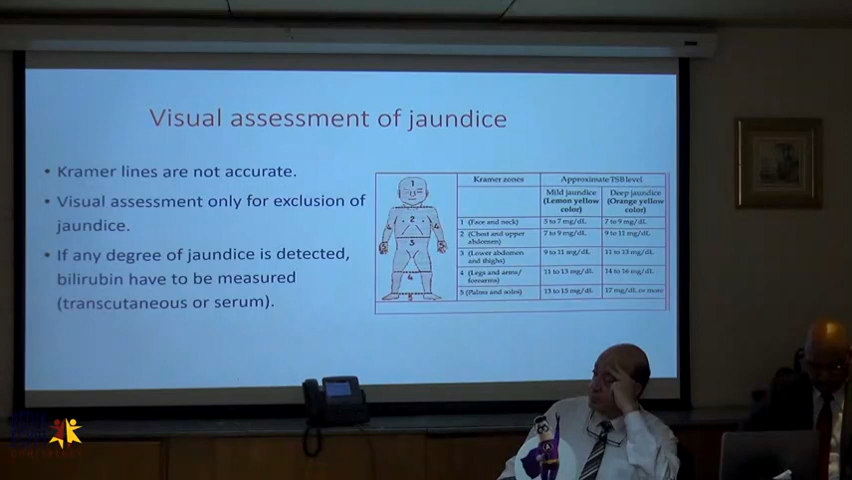 Visual assessment of jaundice
• Kramer lines are not accurate.
• Visual assessment only for exclusion of
jaundice.
• If any degree of jaundice is detected,
bilirubin have to be measured
(transcutaneous or serum).
1
2
3
4
4
4
5
Kramer zones
Approximate TSB level
Mild jaundice
(Lemon yellow
color)
Deep jaundice
(Orange yellow
color)
1 (Face and neck) 5 to 7 mg/dL 7 to 9 mg/dL
2 (Chest and upper
abdomen) 7 to 9 mg/dL 9 to 11 mg/dL
3 (Lower abdomen
and thighs) 9 to 11 mg/dL 11 to 13 mg/dL
4 (Legs and arms/
forearms) 11 to 13 mg/dL 14 to 16 mg/dL
5 (Palms and soles) 13 to 15 mg/dL 17 mg/dL or more